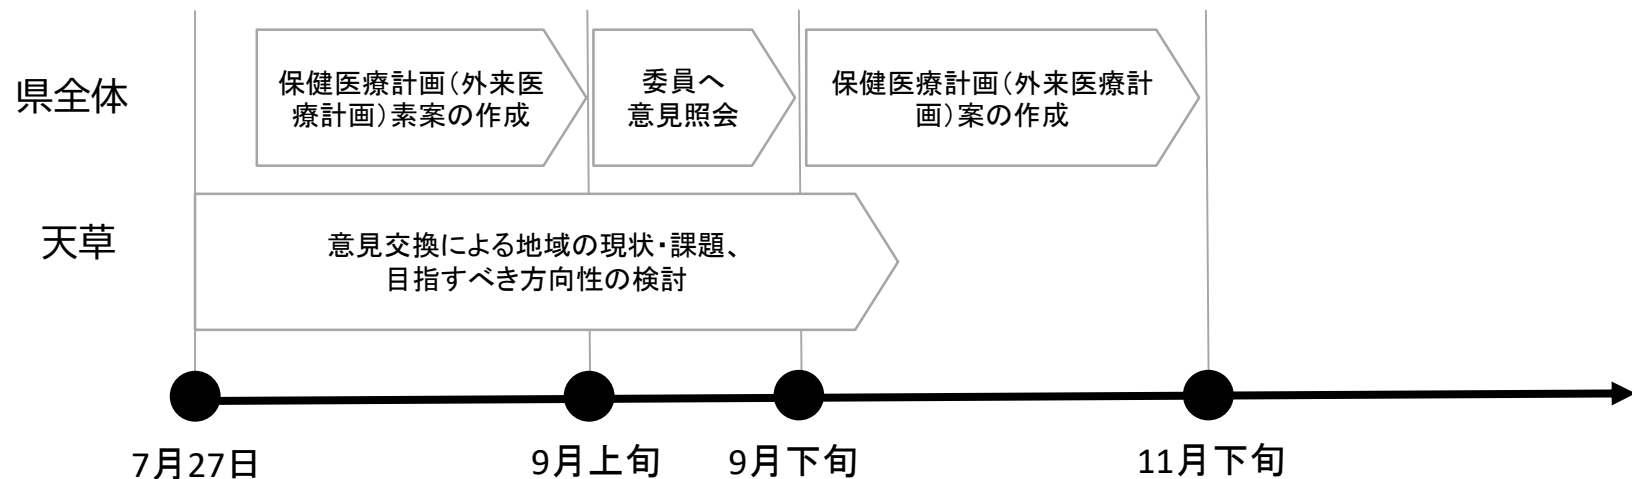 県全体
保健医療計画(外来医
療計画)素案の作成
委員へ
意見照会
保健医療計画(外来医療計
画)案の作成
天草
意見交換による地域の現状・課題、
目指すべき方向性の検討
7月27日
9月上旬
9月下旬
11月下旬